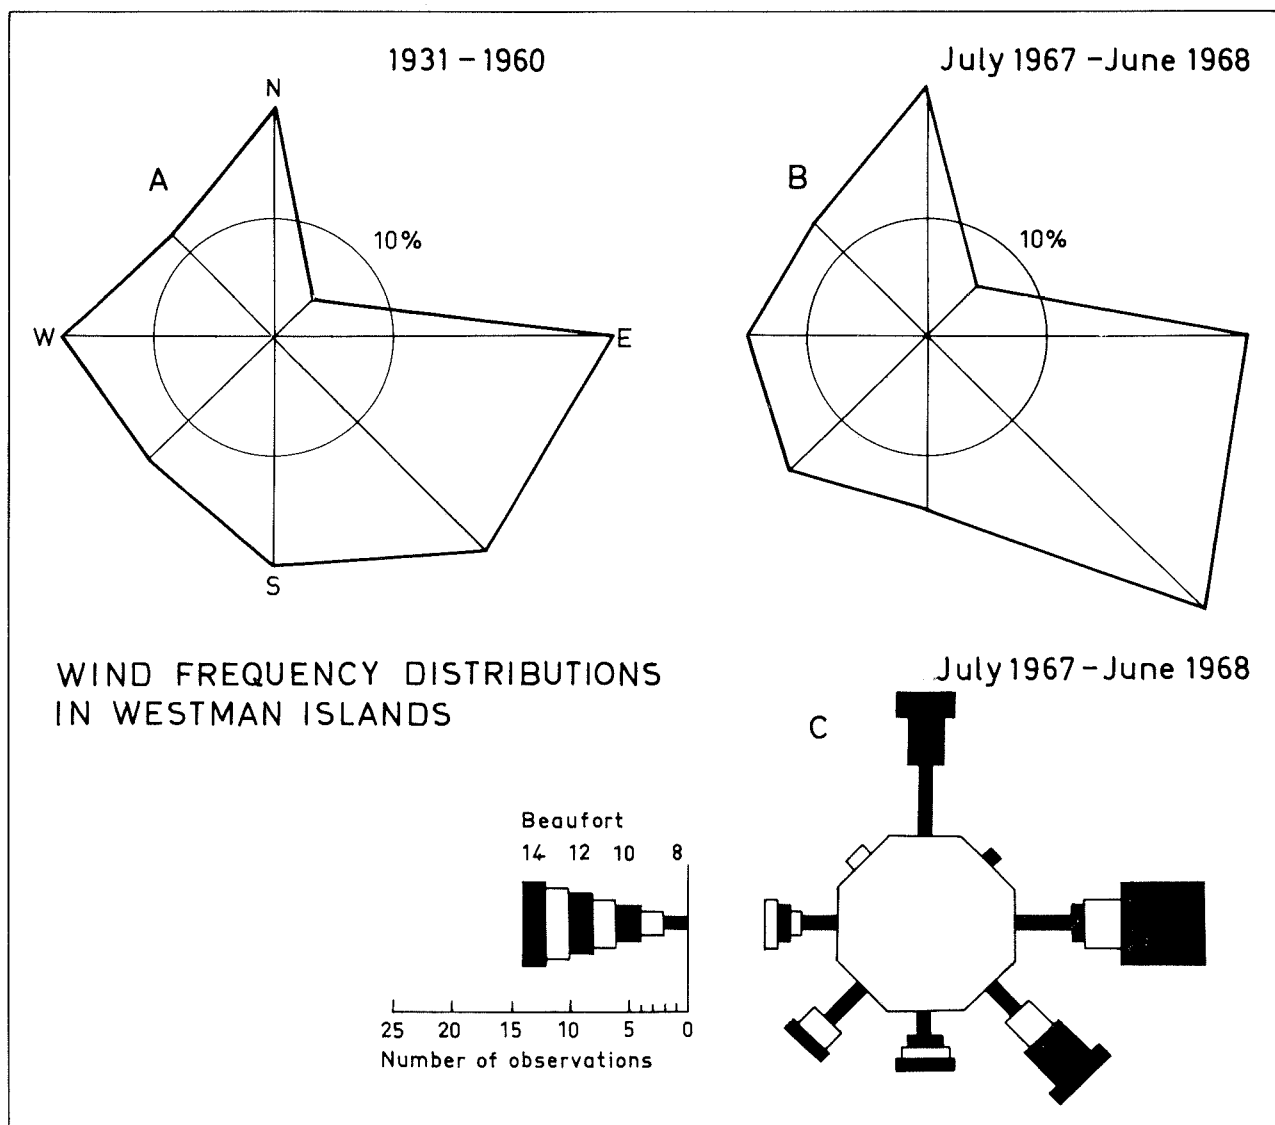 1931 – 1960
July 1967 – June 1968
N
A
B
10%
10%
W
E
S
WIND FREQUENCY DISTRIBUTIONS
IN WESTMAN ISLANDS
July 1967 – June 1968
C
Beaufort
14 12 10 8
25 20 15 10 5 0
Number of observations